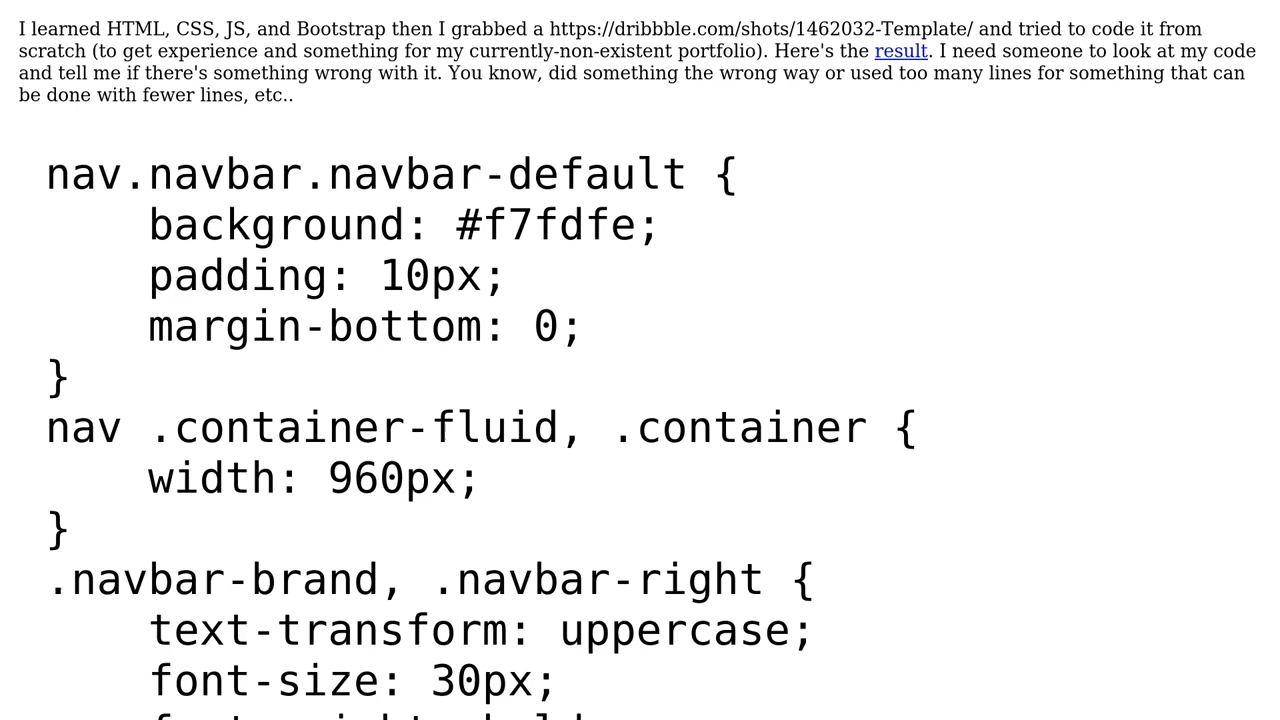 I learned HTML, CSS, JS, and Bootstrap then I grabbed a https://dribbble.com/shots/1462032-Template/ and tried to code it from
scratch (to get experience and something for my currently-non-existent portfolio). Here's the result. I need someone to look at my code
and tell me if there's something wrong with it. You know, did something the wrong way or used too many lines for something that can
be done with fewer lines, etc..
nav.navbar.navbar-default {
    background: #f7fdfe;
    padding: 10px;
    margin-bottom: 0;
}
nav .container-fluid, .container {
    width: 960px;
}
.navbar-brand, .navbar-right {
    text-transform: uppercase;
    font-size: 30px;